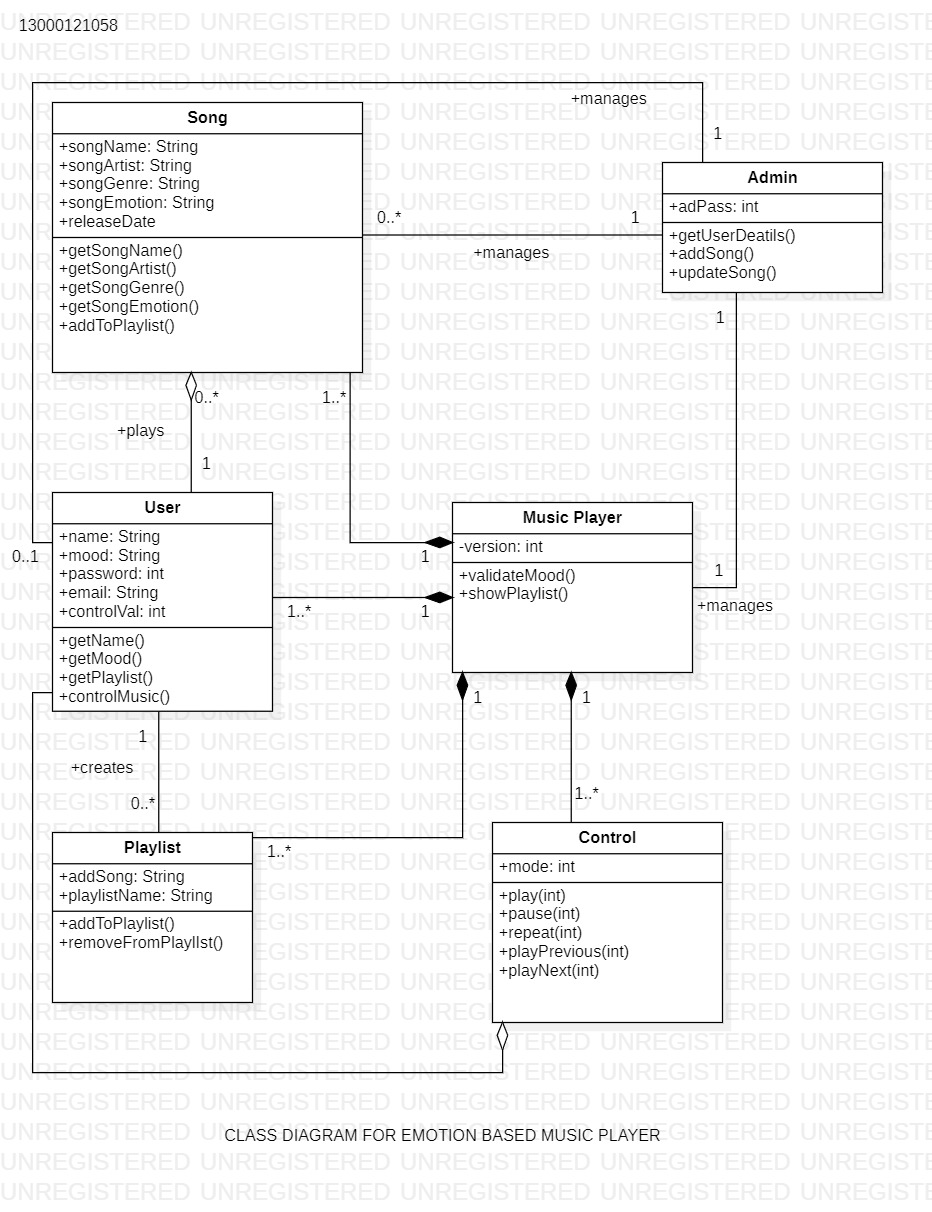 13000121058
+manages
1
Song
+songName: String
+songArtist: String
+songGenre: String
+songEmotion: String
+releaseDate
+getSongName()
+getSongArtist()
+getSongGenre()
+getSongEmotion()
+addToPlaylist()
Admin
+adPass: int
+getUserDeatils()
+addSong()
+updateSong()
0..*
1
+manages
1
0..*
1..*
+plays
1
User
+name: String
+mood: String
+password: int
+email: String
+controlVal: int
+getName()
+getMood()
+getPlaylist()
+controlMusic()
0..1
Music Player
-version: int
+validateMood()
+showPlaylist()
1
1..*
1
1
+manages
1
1
1
+creates
0..*
1..*
1..*
Playlist
+addSong: String
+playlistName: String
+addToPlaylist()
+removeFromPlaylIst()
Control
+mode: int
+play(int)
+pause(int)
+repeat(int)
+playPrevious(int)
+playNext(int)
CLASS DIAGRAM FOR EMOTION BASED MUSIC PLAYER